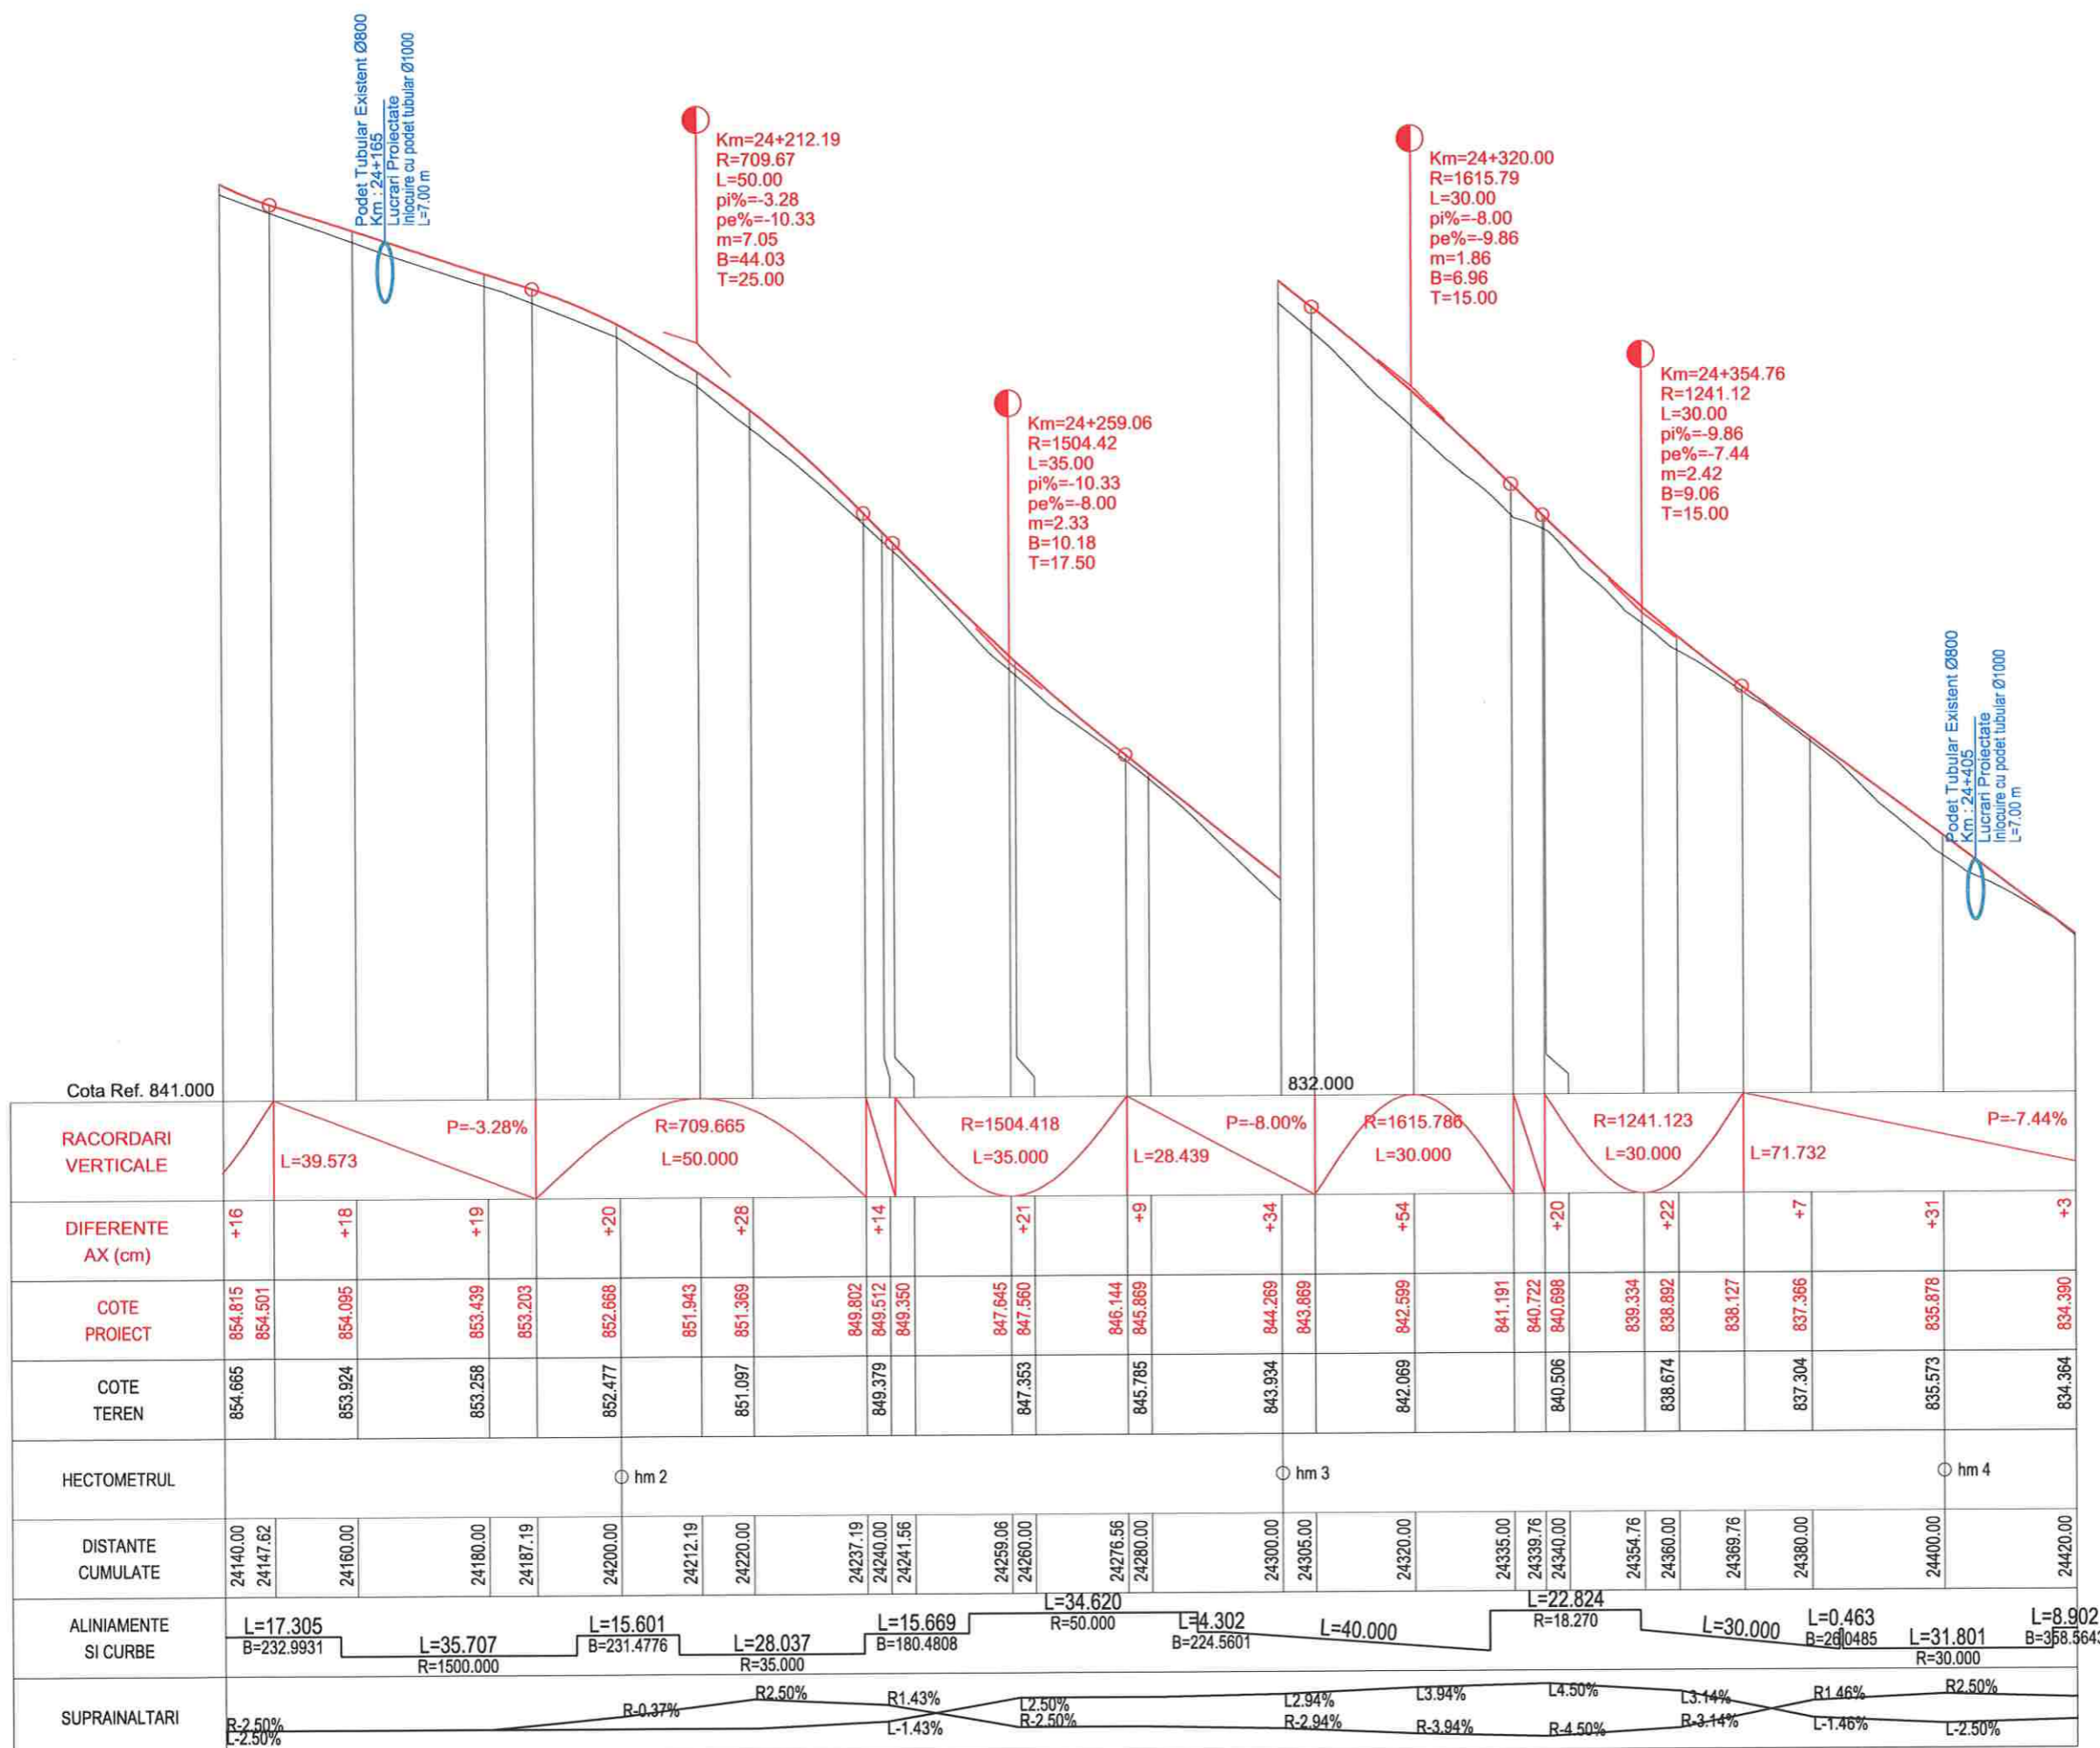 Podet Tubular Existent Ø800
Km : 24+165
Lucrari Proiectate
Inlocuire cu podet tubular Ø1000
L=7.00 m
Km=24+212.19
R=709.67
L=50.00
pi%=-3.28
pe%=-10.33
m=7.05
B=44.03
T=25.00
Km=24+259.06
R=1504.42
L=35.00
pi%=-10.33
pe%=-8.00
m=2.33
B=10.18
T=17.50
Km=24+320.00
R=1615.79
L=30.00
pi%=-8.00
pe%=-9.86
m=1.86
B=6.96
T=15.00
Km=24+354.76
R=1241.12
L=30.00
pi%=-9.86
pe%=-7.44
m=2.42
B=9.06
T=15.00
Podet Tubular Existent Ø800
Km : 24+405
Lucrari Proiectate
Inlocuire cu podet tubular Ø1000
L=7.00 m
Cota Ref. 841.000
832.000
RACORDARI
VERTICALE
L=39.573
P=-3.28%
R=709.665
L=50.000
R=1504.418
L=35.000
L=28.439
P=-8.00%
R=1615.786
L=30.000
R=1241.123
L=30.000
L=71.732
P=-7.44%
DIFERENTE
AX (cm)
+16
+18
+19
+20
+28
+14
+21
+9
+34
+54
+20
+22
+7
+31
+3
COTE
PROIECT
854.815
854.501
854.095
853.439
853.203
852.668
851.943
851.369
849.802
849.512
849.350
847.645
847.560
846.144
845.869
844.269
843.869
842.599
841.191
840.722
840.698
839.334
838.892
838.127
837.366
835.878
834.390
COTE
TEREN
854.665
853.924
853.258
852.477
851.097
849.379
847.353
845.785
843.934
842.069
840.506
838.674
837.304
835.573
834.364
HECTOMETRUL
hm 2
hm 3
hm 4
DISTANTE
CUMULATE
24140.00
24147.62
24160.00
24180.00
24187.19
24200.00
24212.19
24220.00
24237.19
24240.00
24241.56
24259.06
24260.00
24276.56
24280.00
24300.00
24305.00
24320.00
24335.00
24339.76
24340.00
24354.76
24360.00
24369.76
24380.00
24400.00
24420.00
ALINIAMENTE
SI CURBE
L=17.305
B=232.9931
L=35.707
R=1500.000
L=15.601
B=231.4776
L=28.037
R=35.000
L=15.669
B=180.4808
L=34.620
R=50.000
L=4.302
B=224.5601
L=40.000
L=22.824
R=18.270
L=30.000
L=0.463
B=26.0485
L=31.801
R=30.000
L=8.902
B=358.5643
SUPRAINALTARI
R-2.50%
L-2.50%
R-0.37%
R2.50%
R1.43%
L-1.43%
L2.50%
R-2.50%
L2.94%
R-2.94%
L3.94%
R-3.94%
L4.50%
R-4.50%
L3.14%
R-3.14%
R1.46%
L-1.46%
R2.50%
L-2.50%